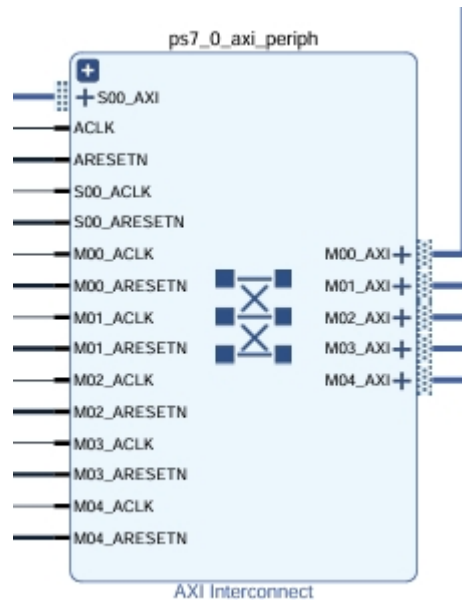 ps7_0_axi_periph
S00_AXI
ACLK
ARESETN
S00_ACLK
S00_ARESETN
M00_ACLK
M00_ARESETN
M01_ACLK
M01_ARESETN
M02_ACLK
M02_ARESETN
M03_ACLK
M03_ARESETN
M04_ACLK
M04_ARESETN
M00_AXI
M01_AXI
M02_AXI
M03_AXI
M04_AXI
AXI Interconnect